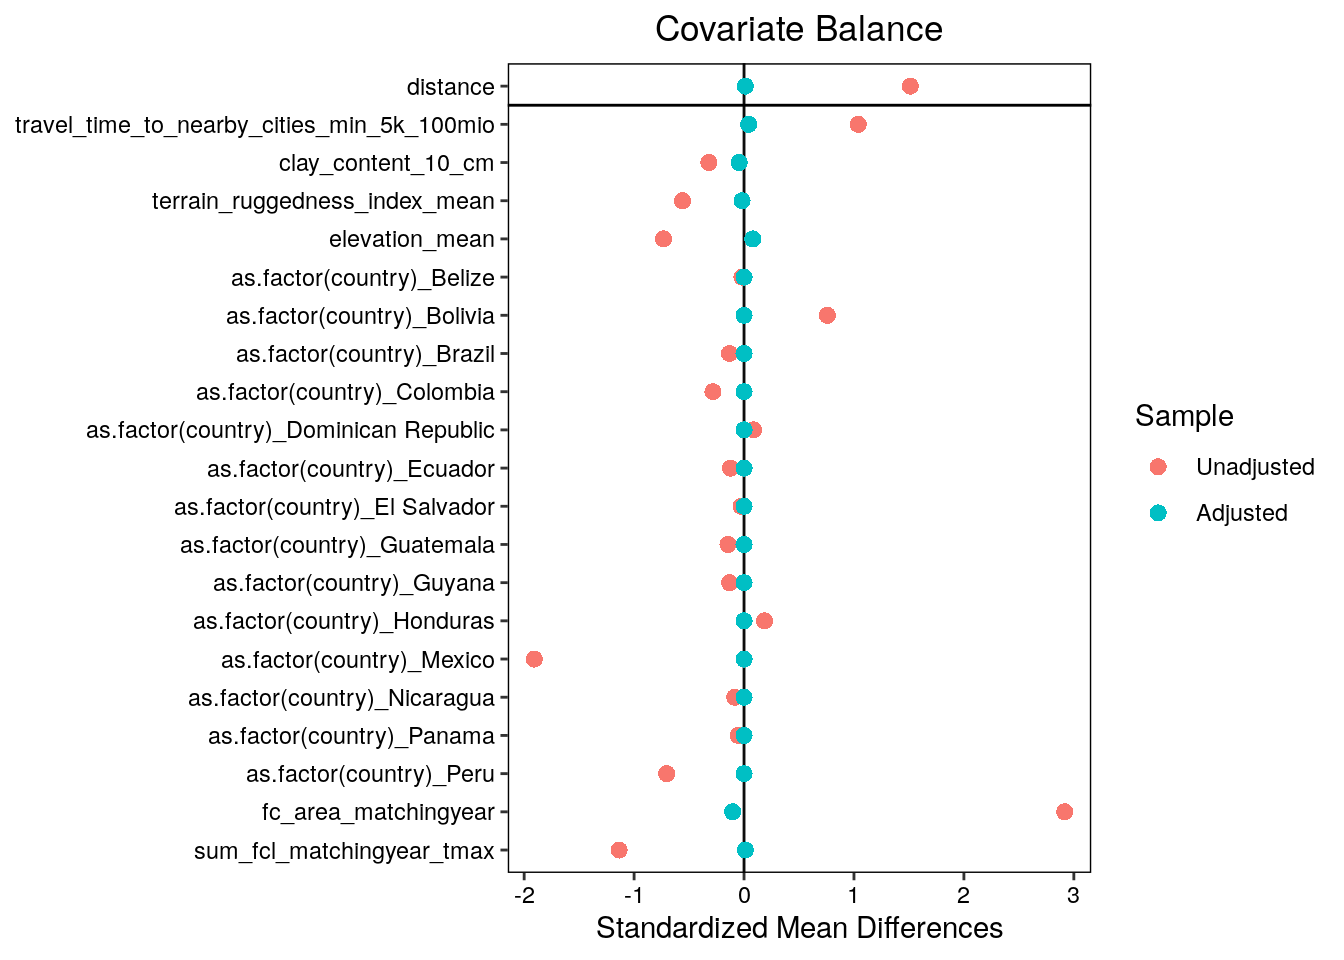 Covariate Balance
distance
travel_time_to_nearby_cities_min_5k_100mio
clay_content_10_cm
terrain_ruggedness_index_mean
elevation_mean
as.factor(country)_Belize
as.factor(country)_Bolivia
as.factor(country)_Brazil
as.factor(country)_Colombia
as.factor(country)_Dominican Republic
as.factor(country)_Ecuador
as.factor(country)_El Salvador
as.factor(country)_Guatemala
as.factor(country)_Guyana
as.factor(country)_Honduras
as.factor(country)_Mexico
as.factor(country)_Nicaragua
as.factor(country)_Panama
as.factor(country)_Peru
fc_area_matchingyear
sum_fcl_matchingyear_tmax
-2 -1 0 1 2 3
Standardized Mean Differences
Sample
Unadjusted
Adjusted